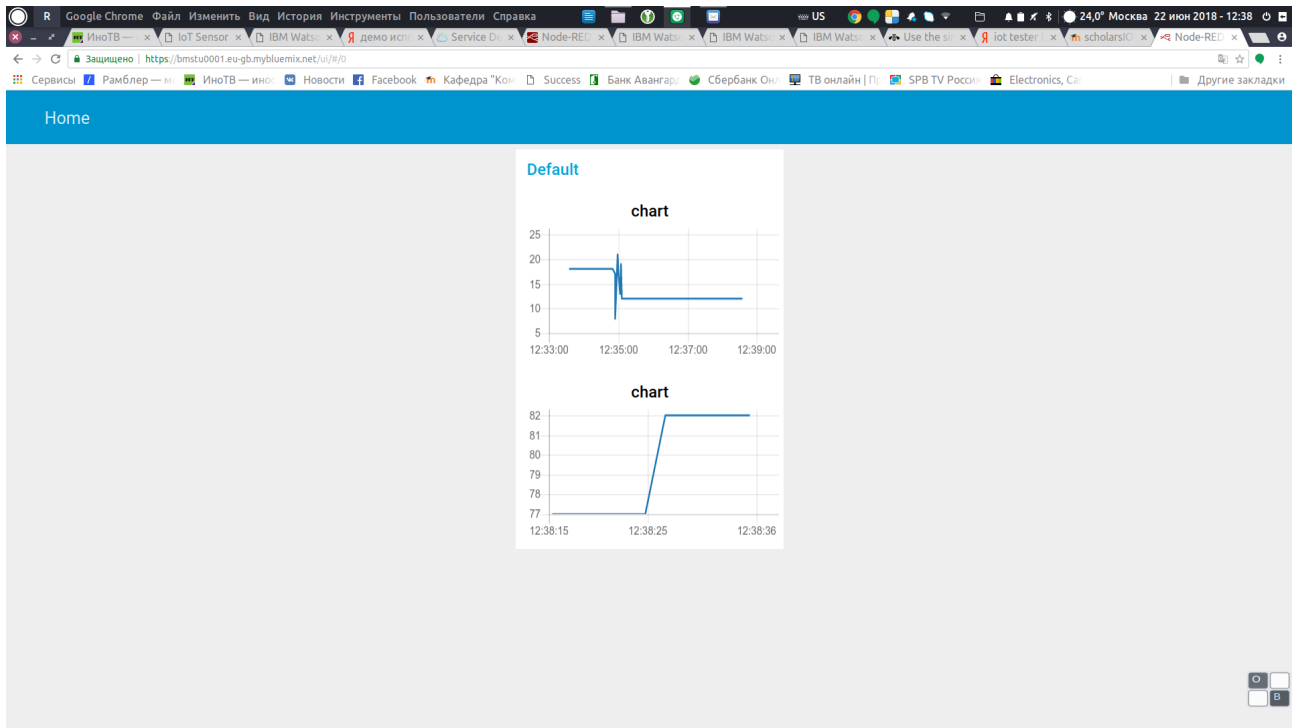 R Google Chrome Файл Изменить Вид История Инструменты Пользователи Справка US 24,0° Москва 22 июн 2018 - 12:38
ИноТВ — IoT Sensor IBM Watso демо исп Service De Node-RED IBM Watso IBM Watso IBM Watso Use the si iot tester scholarsIO Node-RED
Защищено | https://bmstu0001.eu-gb.mybluemix.net/ui/#/0
Сервисы Рамблер — м ИноТВ — инос Новости Facebook Кафедра "Ком Success Банк Авангард Сбербанк Онл ТВ онлайн | Пр SPB TV Россия Electronics, Ca Другие закладки
Home
Default
chart
25
20
15
10
5
12:33:00 12:35:00 12:37:00 12:39:00
chart
82
81
80
79
78
77
12:38:15 12:38:25 12:38:36
O
B